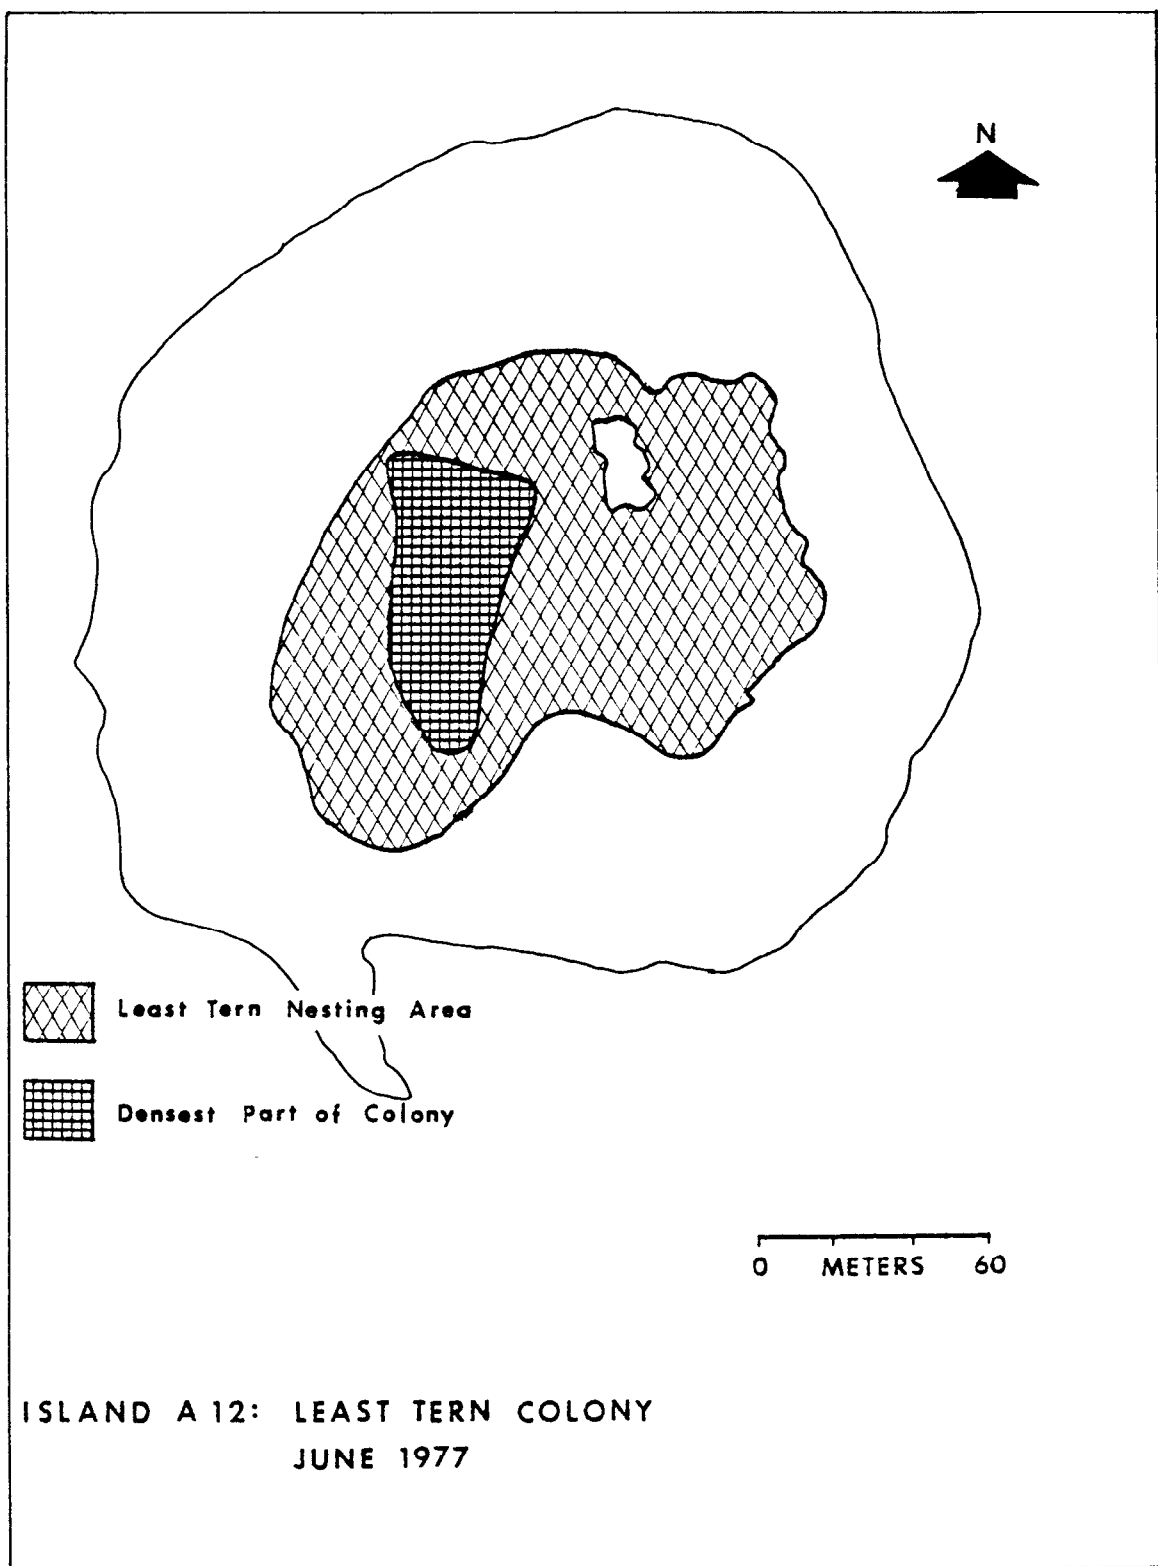 N
Least Tern Nesting Area
Densest Part of Colony
0 METERS 60
ISLAND A 12: LEAST TERN COLONY
JUNE 1977